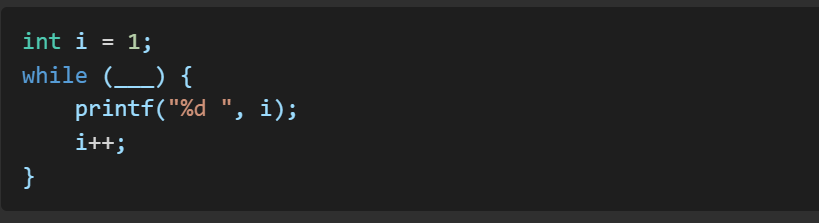 int i = 1;
while (___) {
    printf("%d ", i);
    i++;
}